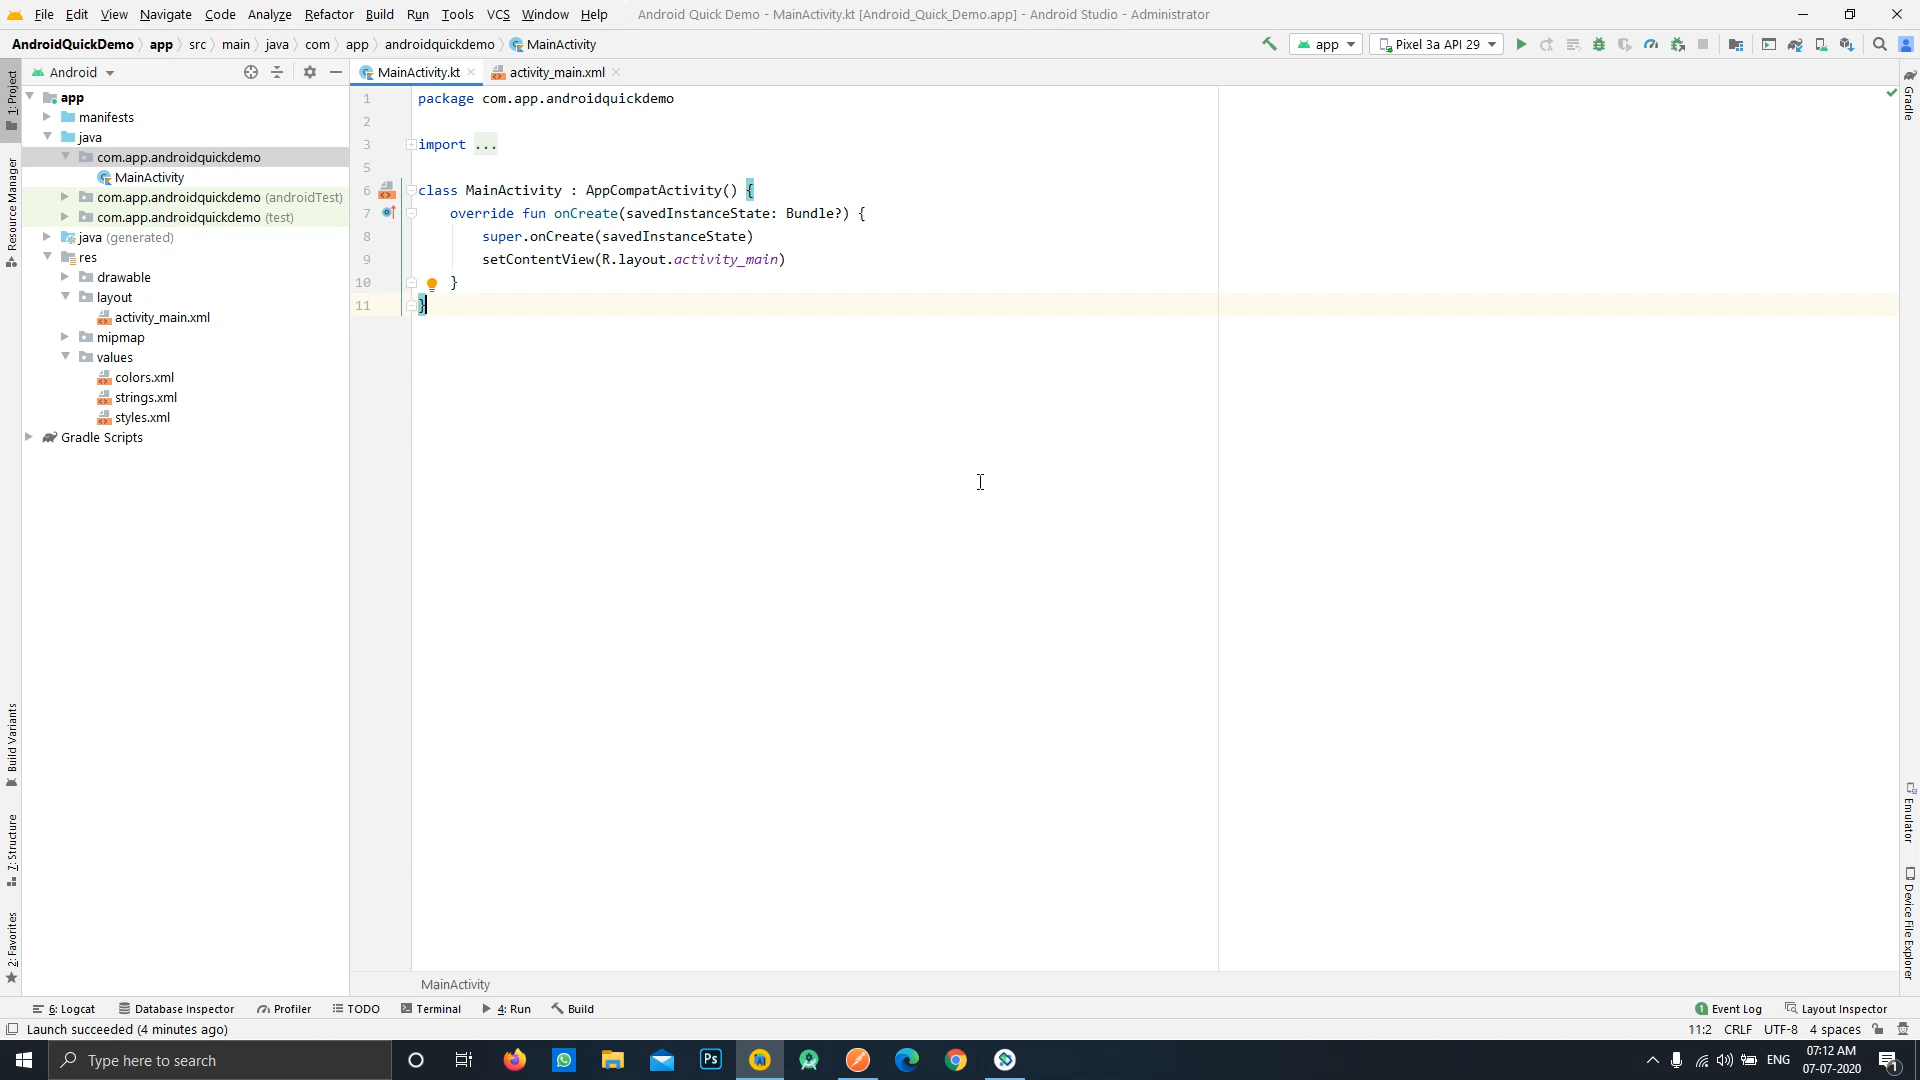 File Edit View Navigate Code Analyze Refactor Build Run Tools VCS Window Help Android Quick Demo - MainActivity.kt [Android_Quick_Demo.app] - Android Studio - Administrator
AndroidQuickDemo app src main java com app androidquickdemo MainActivity app Pixel 3a API 29
Android MainActivity.kt activity_main.xml
1: Project
Resource Manager
Build Variants
7: Structure
2: Favorites
app
manifests
java
com.app.androidquickdemo
MainActivity
com.app.androidquickdemo (androidTest)
com.app.androidquickdemo (test)
java (generated)
res
drawable
layout
activity_main.xml
mipmap
values
colors.xml
strings.xml
styles.xml
Gradle Scripts
1 package com.app.androidquickdemo
2
3 import ...
5
6 class MainActivity : AppCompatActivity() {
7 override fun onCreate(savedInstanceState: Bundle?) {
8 super.onCreate(savedInstanceState)
9 setContentView(R.layout.activity_main)
10 }
11 }
Gradle
Emulator
Device File Explorer
MainActivity
6: Logcat Database Inspector Profiler TODO Terminal 4: Run Build 1 Event Log Layout Inspector
Launch succeeded (4 minutes ago) 11:2 CRLF UTF-8 4 spaces
Type here to search Ps ENG 07:12 AM
07-07-2020 1